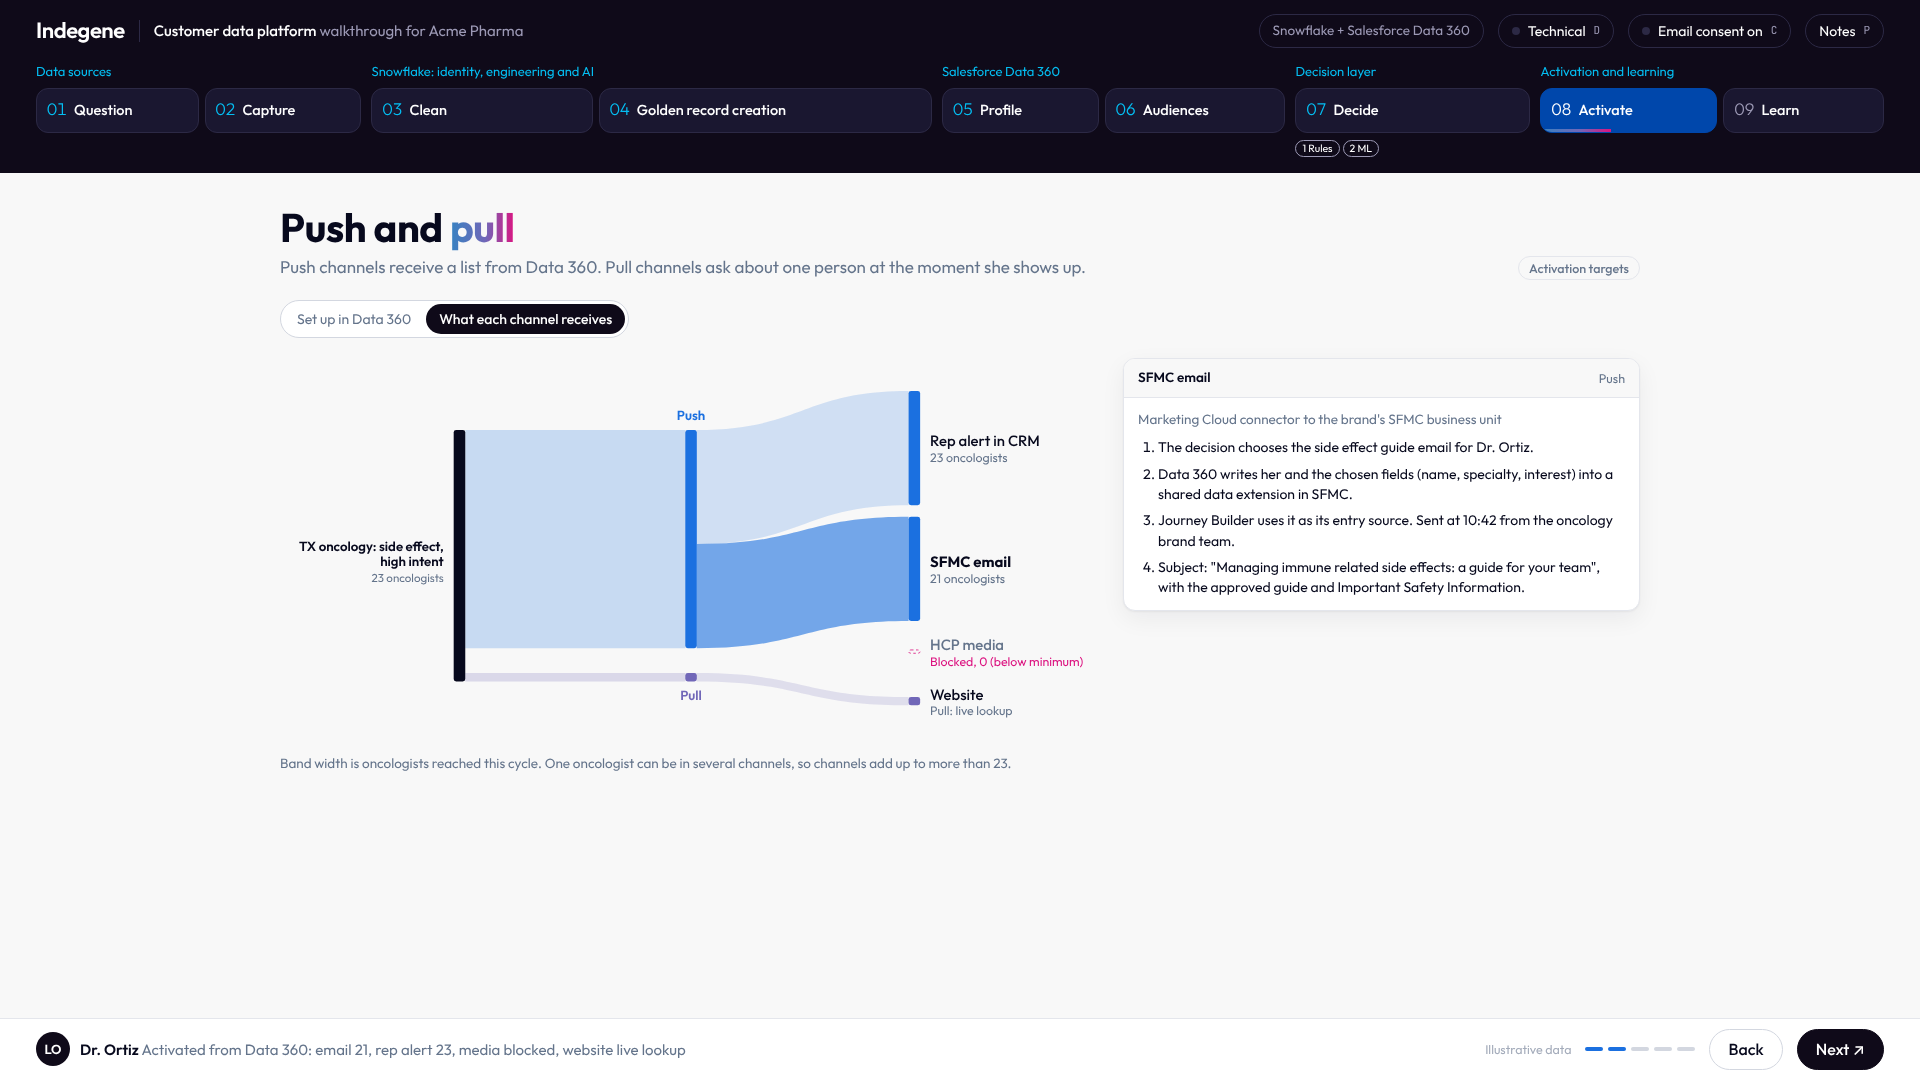 Indegene
Customer data platform walkthrough for Acme Pharma
Snowflake + Salesforce Data 360
Technical D
Email consent on C
Notes P
Data sources
Snowflake: identity, engineering and AI
Salesforce Data 360
Decision layer
Activation and learning
01 Question
02 Capture
03 Clean
04 Golden record creation
05 Profile
06 Audiences
07 Decide
08 Activate
09 Learn
1 Rules
2 ML
Push and pull
Push channels receive a list from Data 360. Pull channels ask about one person at the moment she shows up.
Activation targets
Set up in Data 360
What each channel receives
TX oncology: side effect,
high intent
23 oncologists
Push
Pull
Rep alert in CRM
23 oncologists
SFMC email
21 oncologists
HCP media
Blocked, 0 (below minimum)
Website
Pull: live lookup
Band width is oncologists reached this cycle. One oncologist can be in several channels, so channels add up to more than 23.
SFMC email
Push
Marketing Cloud connector to the brand's SFMC business unit
1. The decision chooses the side effect guide email for Dr. Ortiz.
2. Data 360 writes her and the chosen fields (name, specialty, interest) into a
shared data extension in SFMC.
3. Journey Builder uses it as its entry source. Sent at 10:42 from the oncology
brand team.
4. Subject: "Managing immune related side effects: a guide for your team",
with the approved guide and Important Safety Information.
LO
Dr. Ortiz Activated from Data 360: email 21, rep alert 23, media blocked, website live lookup
Illustrative data
Back
Next ↗